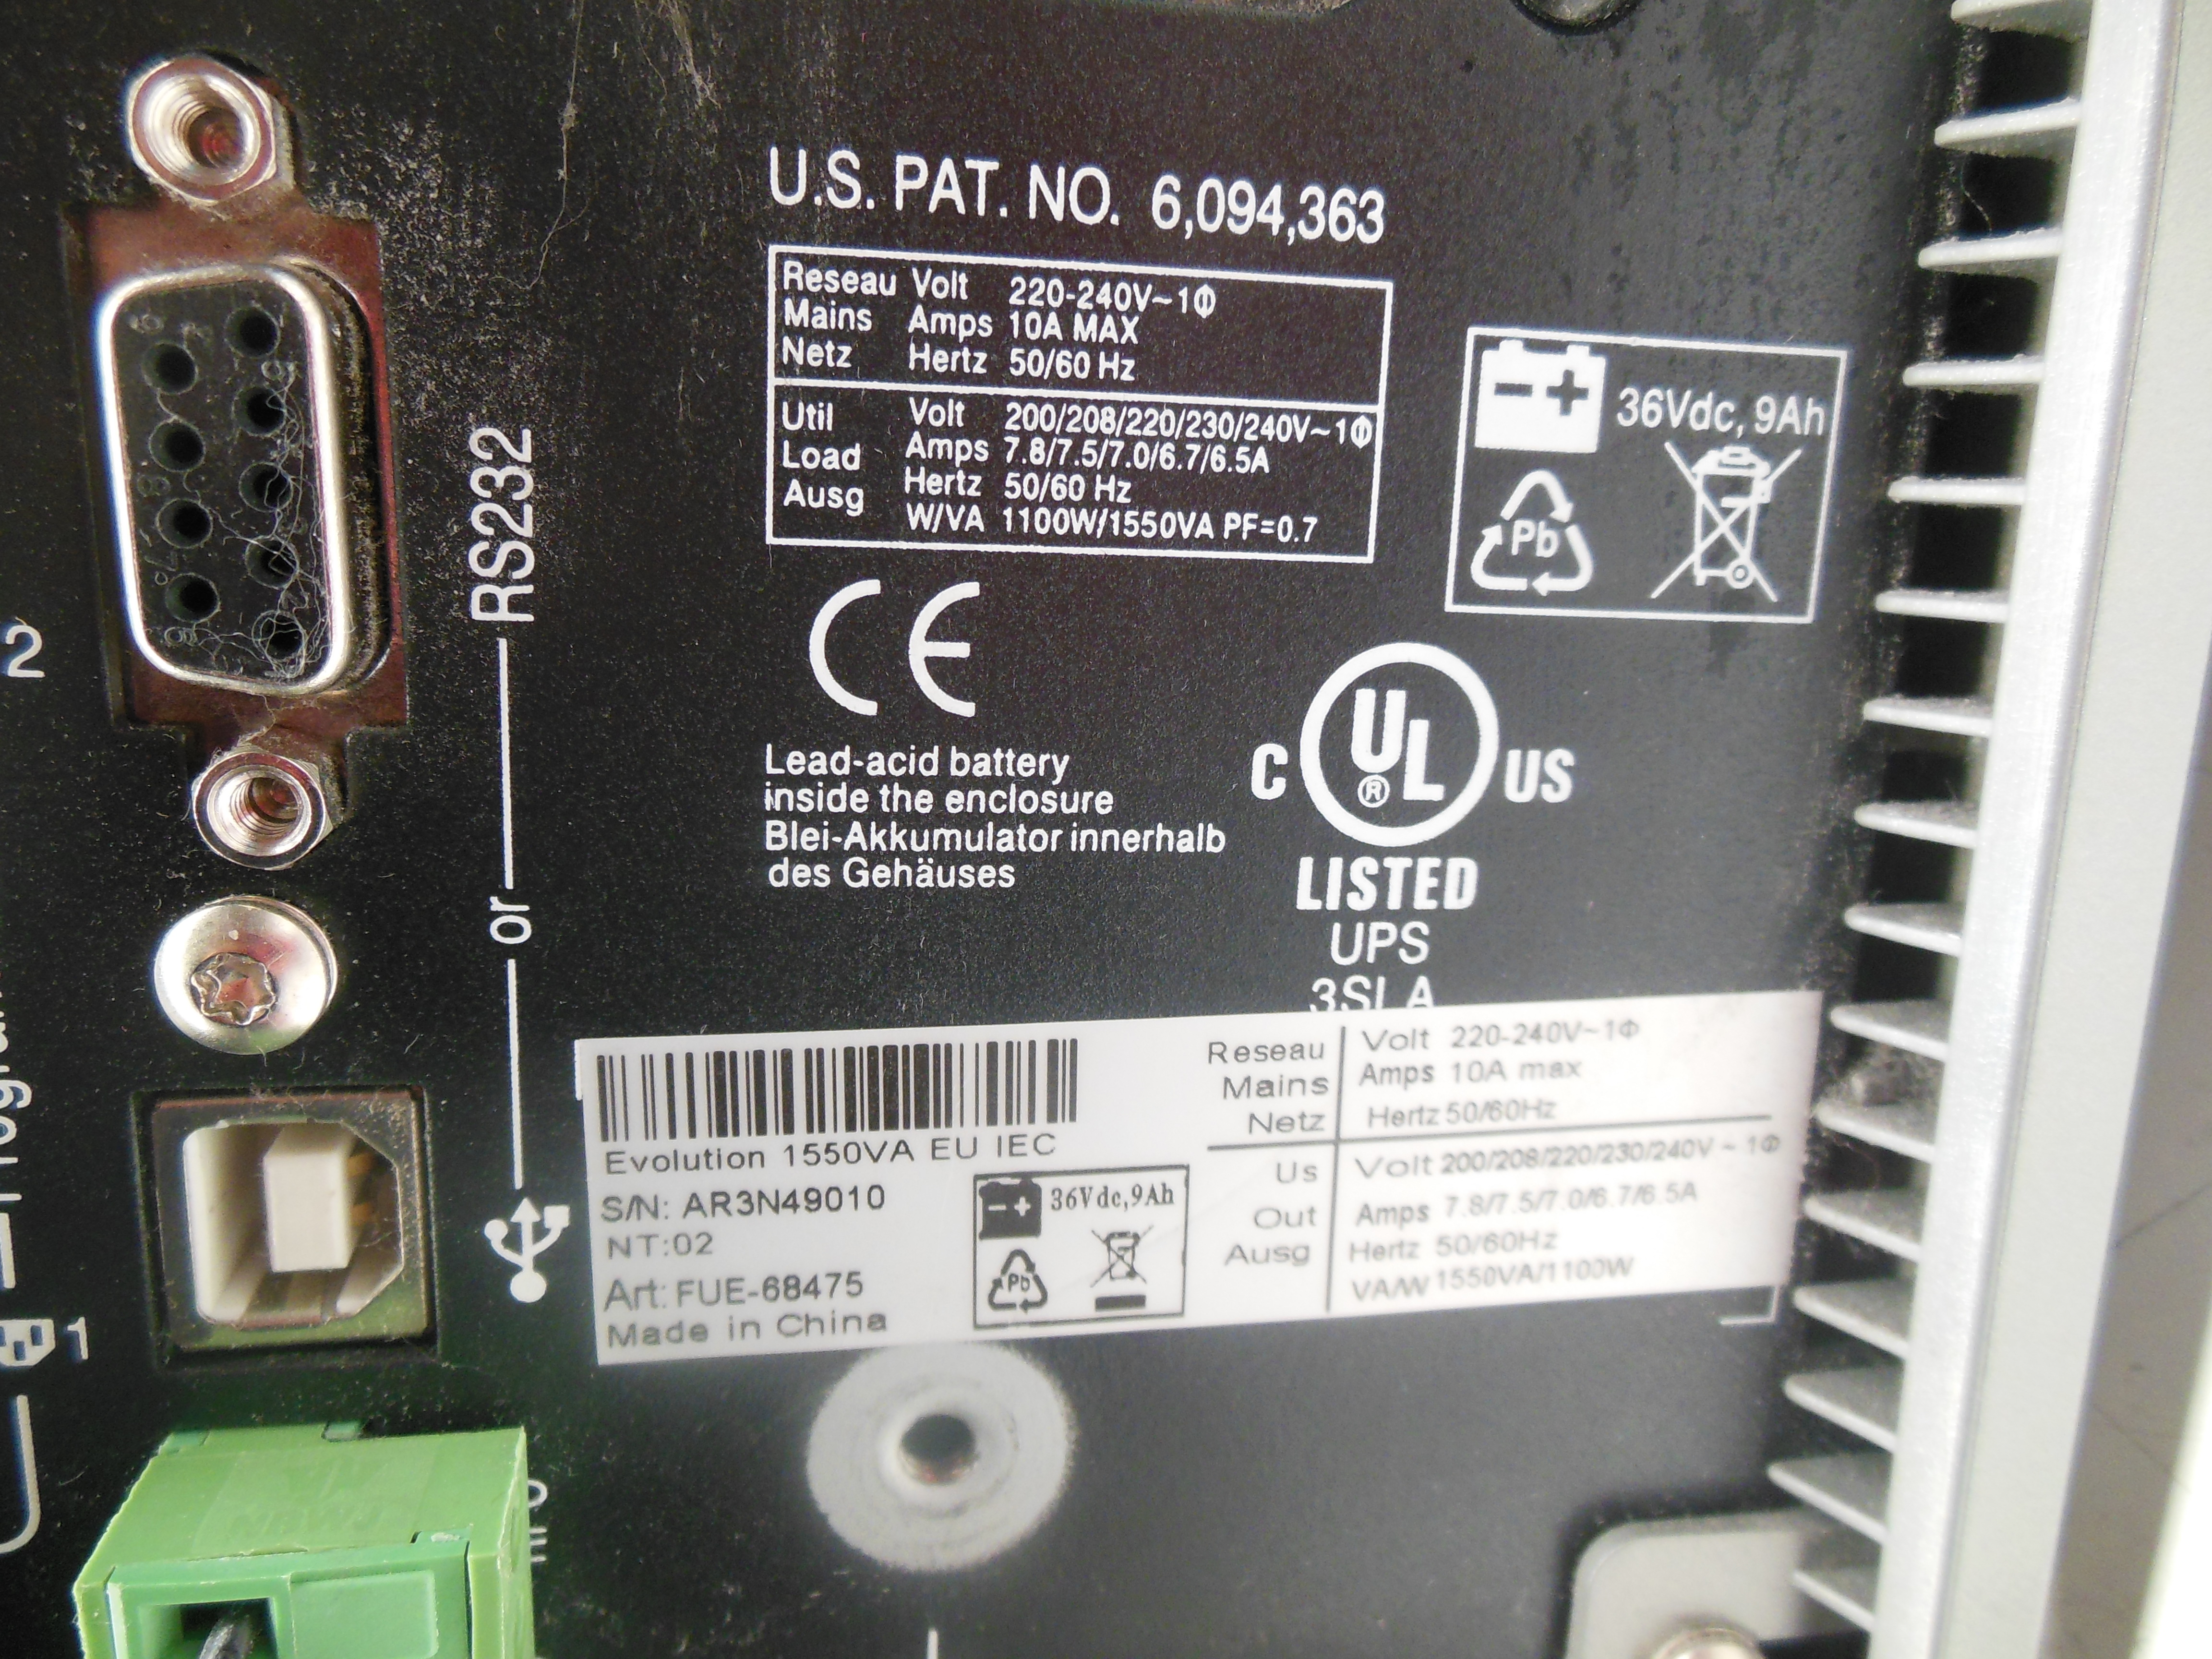 U.S. PAT. NO. 6,094,363
Reseau Volt 220-240V~1Φ
Mains Amps 10A MAX
Netz Hertz 50/60 Hz
Util Volt 200/208/220/230/240V~1Φ
Load Amps 7.8/7.5/7.0/6.7/6.5A
Ausg Hertz 50/60 Hz
W/VA 1100W/1550VA PF=0.7
36Vdc, 9Ah
Pb
CE
Lead-acid battery
inside the enclosure
Blei-Akkumulator innerhalb
des Gehäuses
C UL® US
LISTED
UPS
RS232
or
2
1
Evolution 1550VA EU IEC
S/N: AR3N49010
NT:02
Art: FUE-68475
Made in China
36Vdc,9Ah
Pb
Reseau Volt 220-240V~1Φ
Mains Amps 10A max
Netz Hertz 50/60Hz
Us Volt 200/208/220/230/240V ~ 1Φ
Out Amps 7.8/7.5/7.0/6.7/6.5A
Ausg Hertz 50/60Hz
VA/W 1550VA/1100W